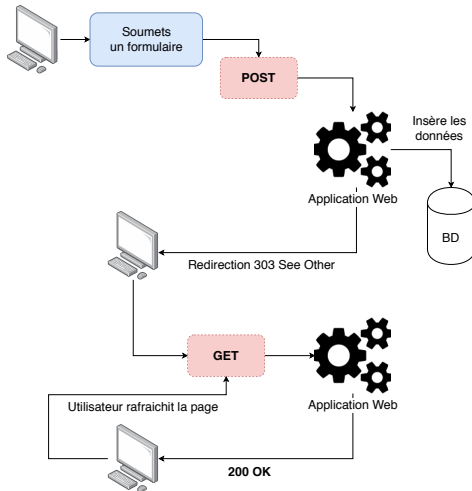 Soumets
un formulaire
POST
Insère les
données
Application Web
BD
Redirection 303 See Other
GET
Application Web
Utilisateur rafraichit la page
200 OK